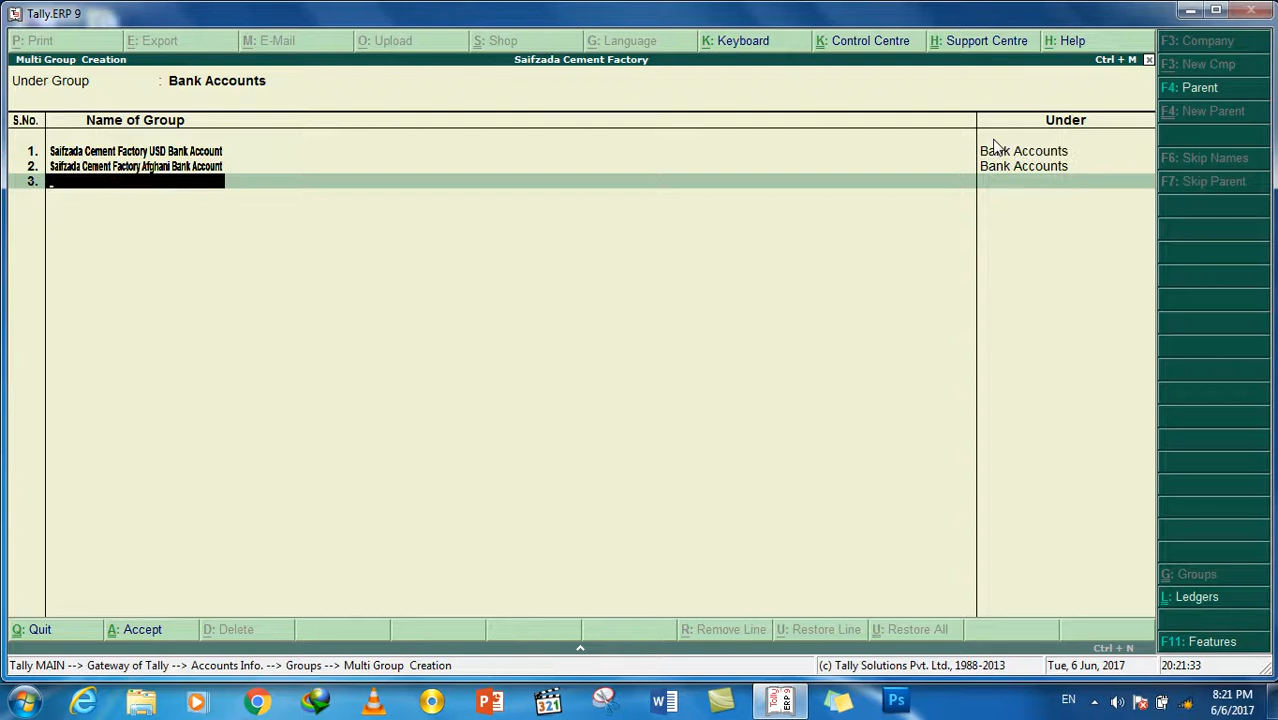 Tally.ERP 9
P: Print E: Export M: E-Mail O: Upload S: Shop G: Language K: Keyboard K: Control Centre H: Support Centre H: Help
F3: Company
Multi Group Creation Saifzada Cement Factory Ctrl + M
F3: New Cmp
Under Group : Bank Accounts
F4: Parent
F4: New Parent
S.No. Name of Group Under
1. Saifzada Cement Factory USD Bank Account Bank Accounts
F6: Skip Names
2. Saifzada Cement Factory Afghani Bank Account Bank Accounts
3.
F7: Skip Parent
G: Groups
L: Ledgers
Q: Quit A: Accept D: Delete R: Remove Line U: Restore Line U: Restore All
F11: Features
Ctrl + N
Tally MAIN --> Gateway of Tally --> Accounts Info. --> Groups --> Multi Group Creation (c) Tally Solutions Pvt. Ltd., 1988-2013 Tue, 6 Jun, 2017 20:21:33
321 W Ps EN 8:21 PM
6/6/2017